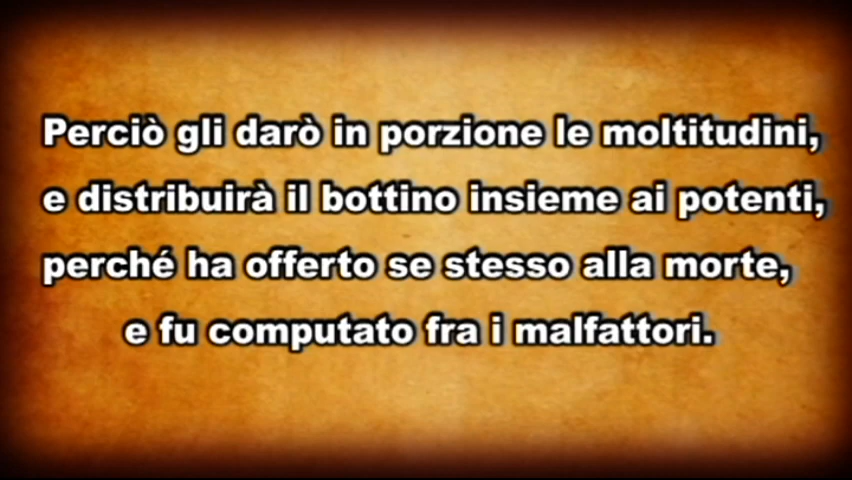 Perciò gli darò in porzione le moltitudini,
e distribuirà il bottino insieme ai potenti,
perché ha offerto se stesso alla morte,
e fu computato fra i malfattori.